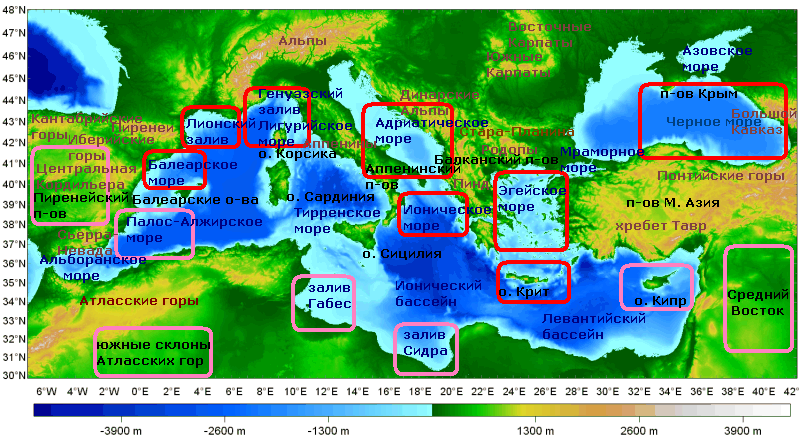 48°N
47°N
46°N
45°N
44°N
43°N
42°N
41°N
40°N
39°N
38°N
37°N
36°N
35°N
34°N
33°N
32°N
31°N
30°N
Альпы
Восточные
Карпаты
Южные
Карпаты
Азовское
море
п-ов Крым
Черное море
Большой
Кавказ
Генуэзский
залив
Лигурийское
море
Лионский
залив
Динарские
Альпы
Адриатическое
море
Кантабрийские
горы
Пиренеи
Иберийские
горы
Центральная
Кордильера
Пиренейский
п-ов
Аппенины
о. Корсика
Стара-Планина
Родопы
Балканский п-ов
Мраморное
море
Балеарское
море
Балеарские о-ва
Аппенинский
п-ов
Пинд
Эгейское
море
Понтийские горы
п-ов М. Азия
хребет Тавр
о. Сардиния
Тирренское
море
Ионическое
море
Палос-Алжирское
море
Сьерра-
Невада
Альборанское
море
о. Сицилия
Атласские горы
залив
Габес
Ионический
бассейн
о. Крит
о. Кипр
Средний
Восток
Левантийский
бассейн
южные склоны
Атласских гор
залив
Сидра
6°W 4°W 2°W 0°E 2°E 4°E 6°E 8°E 10°E 12°E 14°E 16°E 18°E 20°E 22°E 24°E 26°E 28°E 30°E 32°E 34°E 36°E 38°E 40°E 42°E
-3900 m -2600 m -1300 m 1300 m 2600 m 3900 m